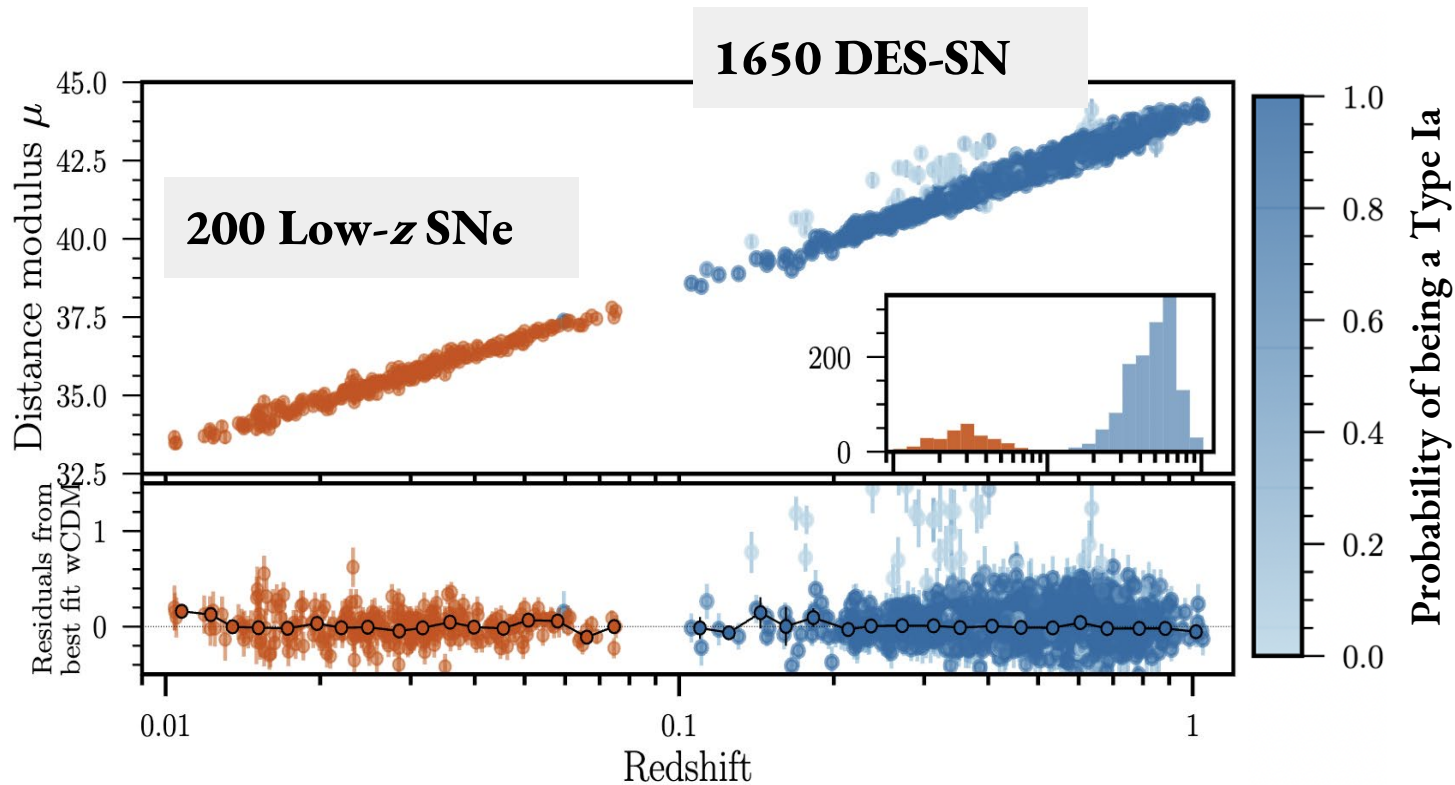 1650 DES-SN
200 Low-z SNe
Distance modulus μ
45.0
42.5
40.0
37.5
35.0
32.5
200
0
Residuals from
best fit wCDM
1
0
0.01
0.1
1
Redshift
1.0
0.8
0.6
0.4
0.2
0.0
Probability of being a Type Ia